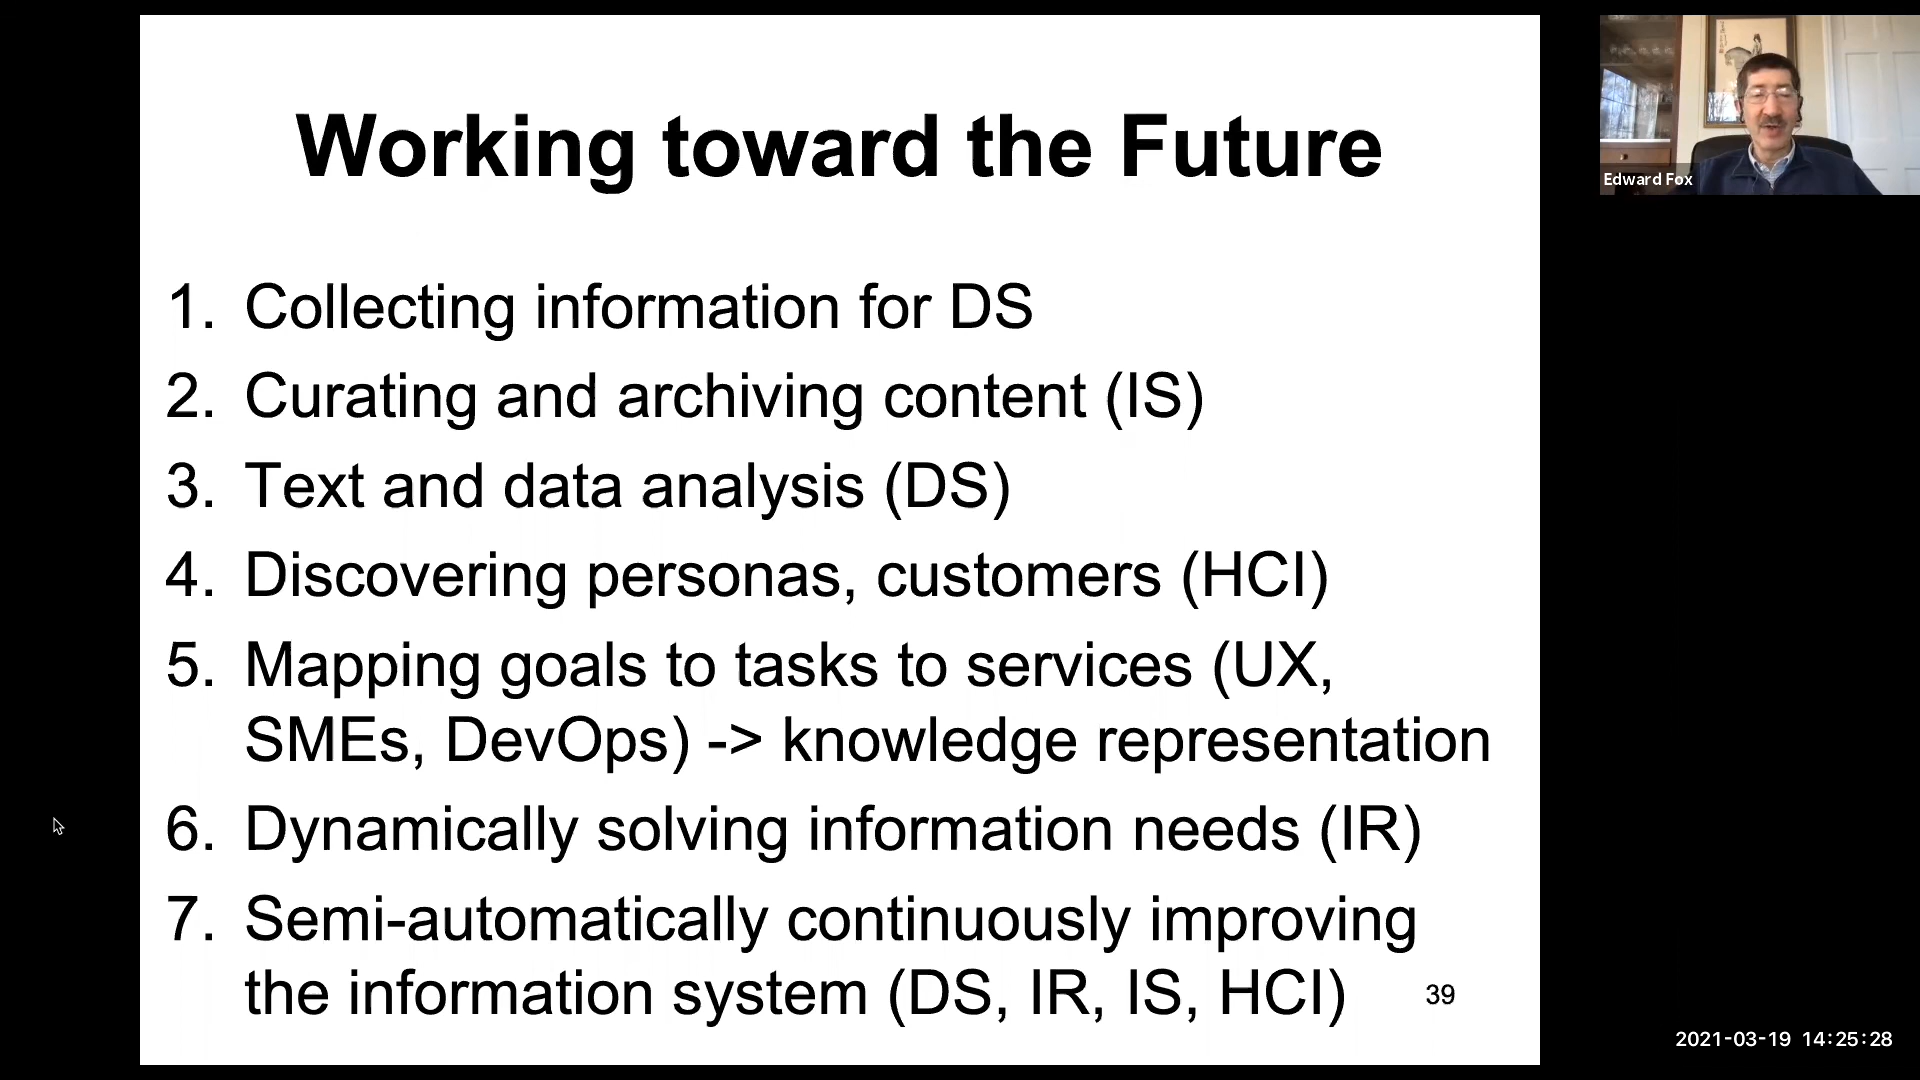 Working toward the Future
1. Collecting information for DS
2. Curating and archiving content (IS)
3. Text and data analysis (DS)
4. Discovering personas, customers (HCI)
5. Mapping goals to tasks to services (UX,
SMEs, DevOps) -> knowledge representation
6. Dynamically solving information needs (IR)
7. Semi-automatically continuously improving
the information system (DS, IR, IS, HCI)
39
Edward Fox
2021-03-19 14:25:28